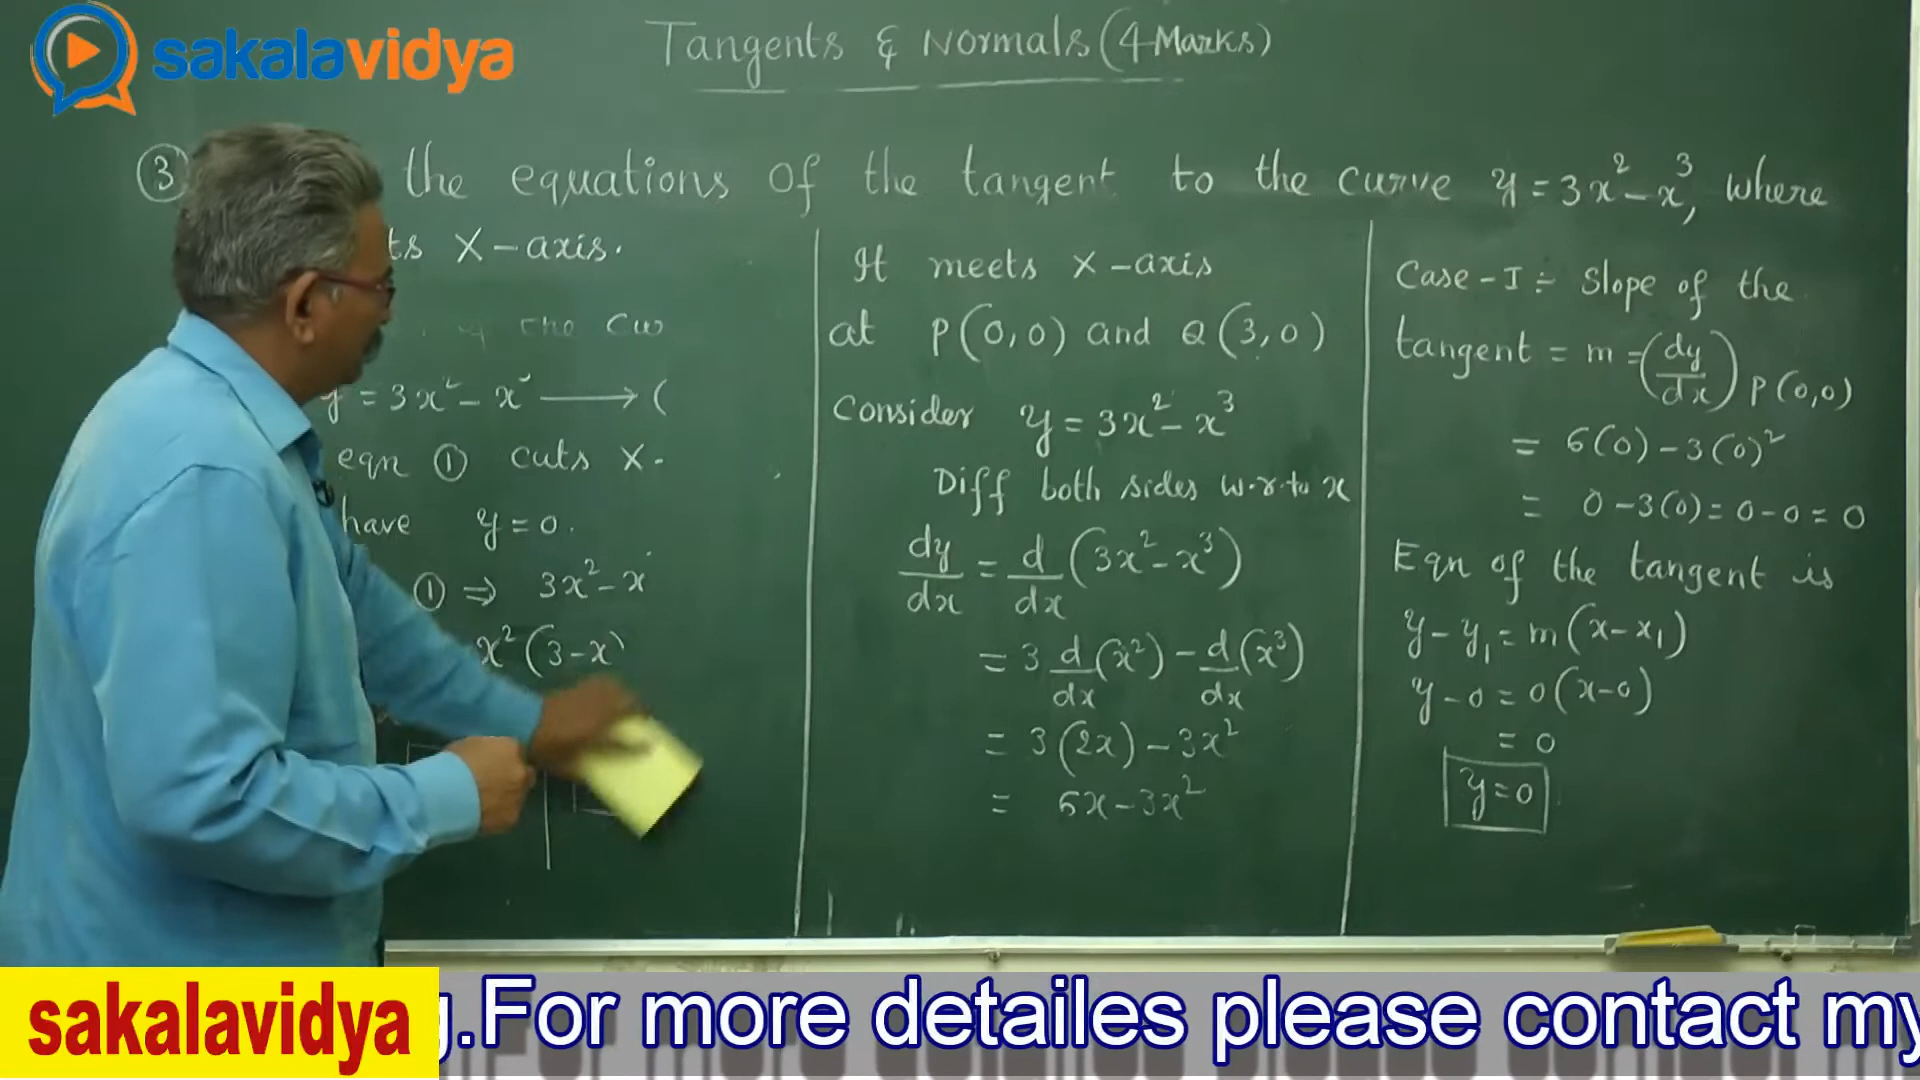 sakalavidya
Tangents & Normals (4 Marks)
③ the equations of the tangent to the curve y = 3x² - x³, where
ts X-axis.
the
y = 3x² - x ⟶ (
eqn ① cuts X-
have y = 0.
① ⇒ 3x² - x
x² (3-x)
It meets X-axis
at P(0,0) and Q(3,0)
Consider y = 3x² - x³
Diff both sides w.r.to x
dy/dx = d/dx (3x² - x³)
= 3 d/dx (x²) - d/dx (x³)
= 3(2x) - 3x²
= 6x - 3x²
Case-I :- Slope of the
tangent = m = (dy/dx) P(0,0)
= 6(0) - 3(0)²
= 0 - 3(0) = 0 - 0 = 0
Eqn of the tangent is
y - y₁ = m(x - x₁)
y - 0 = 0(x - 0)
= 0
y = 0
sakalavidya
g.For more detailes please contact my